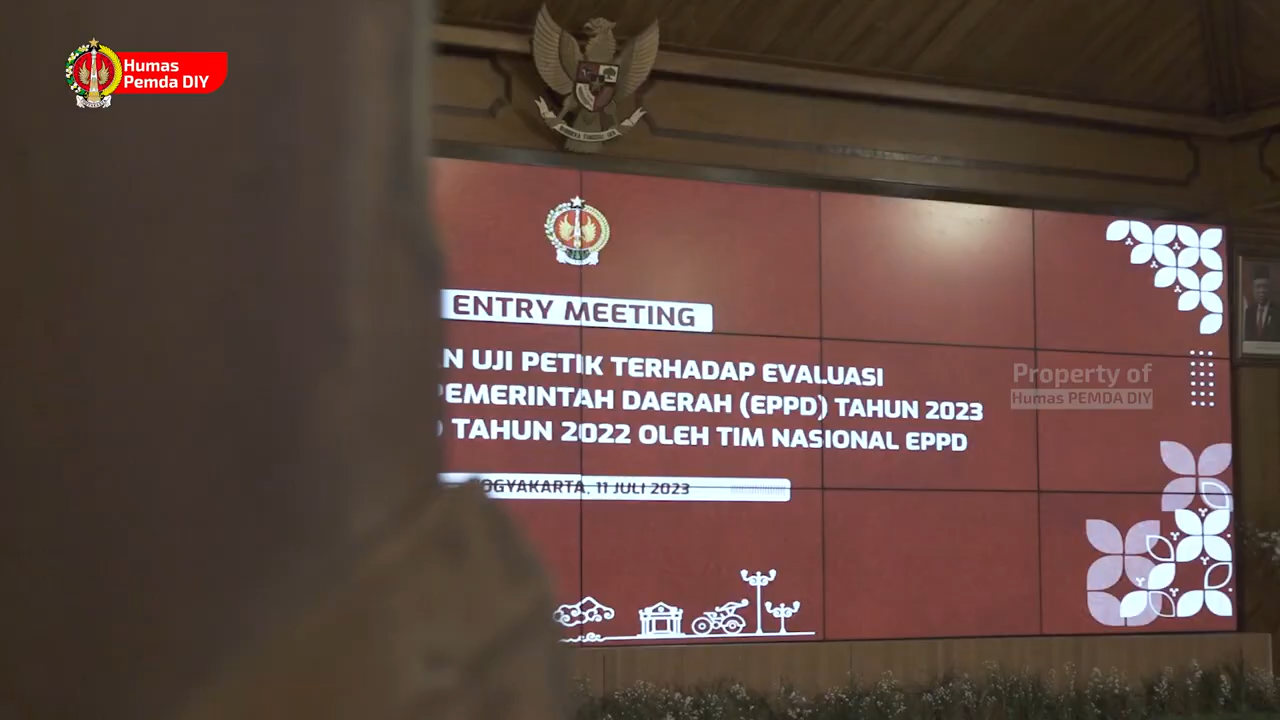 Humas
Pemda DIY
ENTRY MEETING
UJI PETIK TERHADAP EVALUASI
PEMERINTAH DAERAH (EPPD) TAHUN 2023
TAHUN 2022 OLEH TIM NASIONAL EPPD
OGYAKARTA, 11 JULI 2023
Property of
Humas PEMDA DIY